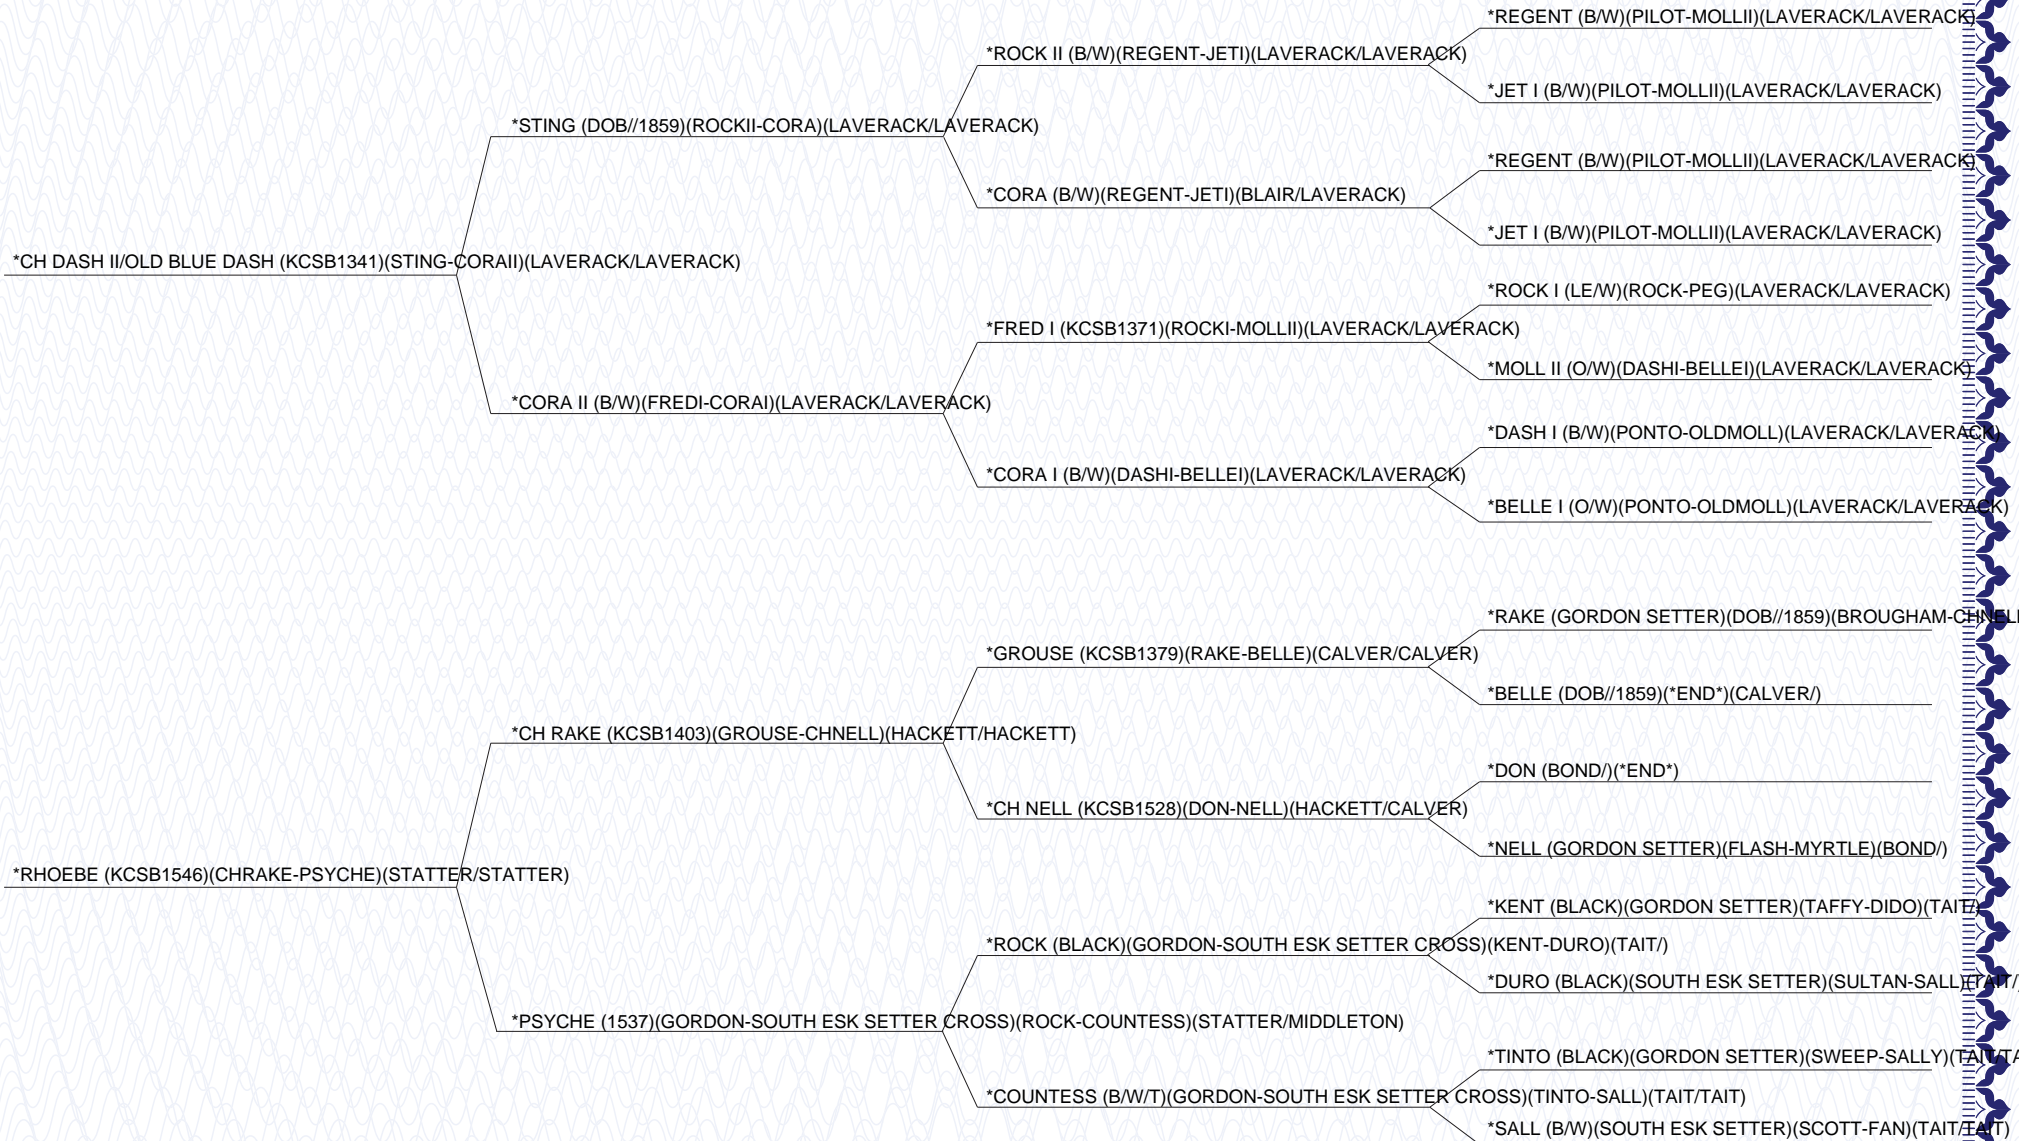 *REGENT (B/W)(PILOT-MOLLII)(LAVERACK/LAVERACK)
*ROCK II (B/W)(REGENT-JETI)(LAVERACK/LAVERACK)
*JET I (B/W)(PILOT-MOLLII)(LAVERACK/LAVERACK)
*STING (DOB//1859)(ROCKII-CORA)(LAVERACK/LAVERACK)
*REGENT (B/W)(PILOT-MOLLII)(LAVERACK/LAVERACK)
*CORA (B/W)(REGENT-JETI)(BLAIR/LAVERACK)
*JET I (B/W)(PILOT-MOLLII)(LAVERACK/LAVERACK)
*CH DASH II/OLD BLUE DASH (KCSB1341)(STING-CORAII)(LAVERACK/LAVERACK)
*ROCK I (LE/W)(ROCK-PEG)(LAVERACK/LAVERACK)
*FRED I (KCSB1371)(ROCKI-MOLLII)(LAVERACK/LAVERACK)
*MOLL II (O/W)(DASHI-BELLEI)(LAVERACK/LAVERACK)
*CORA II (B/W)(FREDI-CORAI)(LAVERACK/LAVERACK)
*DASH I (B/W)(PONTO-OLDMOLL)(LAVERACK/LAVERACK)
*CORA I (B/W)(DASHI-BELLEI)(LAVERACK/LAVERACK)
*BELLE I (O/W)(PONTO-OLDMOLL)(LAVERACK/LAVERACK)
*RAKE (GORDON SETTER)(DOB//1859)(BROUGHAM-CHNELL
*GROUSE (KCSB1379)(RAKE-BELLE)(CALVER/CALVER)
*BELLE (DOB//1859)(*END*)(CALVER/)
*CH RAKE (KCSB1403)(GROUSE-CHNELL)(HACKETT/HACKETT)
*DON (BOND/)(*END*)
*CH NELL (KCSB1528)(DON-NELL)(HACKETT/CALVER)
*NELL (GORDON SETTER)(FLASH-MYRTLE)(BOND/)
*RHOEBE (KCSB1546)(CHRAKE-PSYCHE)(STATTER/STATTER)
*KENT (BLACK)(GORDON SETTER)(TAFFY-DIDO)(TAIT/)
*ROCK (BLACK)(GORDON-SOUTH ESK SETTER CROSS)(KENT-DURO)(TAIT/)
*DURO (BLACK)(SOUTH ESK SETTER)(SULTAN-SALL)(TAIT/)
*PSYCHE (1537)(GORDON-SOUTH ESK SETTER CROSS)(ROCK-COUNTESS)(STATTER/MIDDLETON)
*TINTO (BLACK)(GORDON SETTER)(SWEEP-SALLY)(TAIT/TA
*COUNTESS (B/W/T)(GORDON-SOUTH ESK SETTER CROSS)(TINTO-SALL)(TAIT/TAIT)
*SALL (B/W)(SOUTH ESK SETTER)(SCOTT-FAN)(TAIT/TAIT)